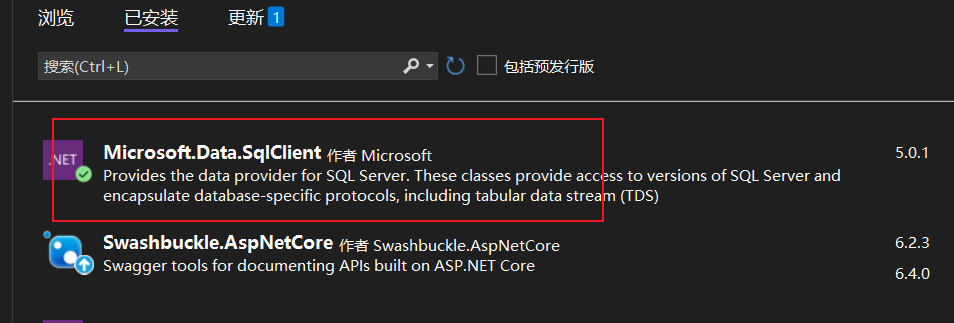 浏览 已安装 更新 1
搜索(Ctrl+L) 包括预发行版
.NET Microsoft.Data.SqlClient 作者 Microsoft 5.0.1
Provides the data provider for SQL Server. These classes provide access to versions of SQL Server and
encapsulate database-specific protocols, including tabular data stream (TDS)
Swashbuckle.AspNetCore 作者 Swashbuckle.AspNetCore 6.2.3
Swagger tools for documenting APIs built on ASP.NET Core 6.4.0